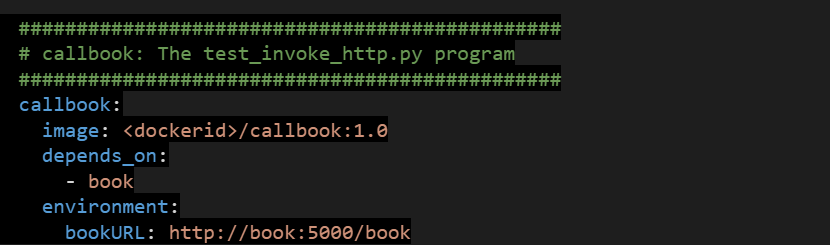 ###############################################
# callbook: The test_invoke_http.py program
###############################################
callbook:
  image: <dockerid>/callbook:1.0
  depends_on:
    - book
  environment:
    bookURL: http://book:5000/book